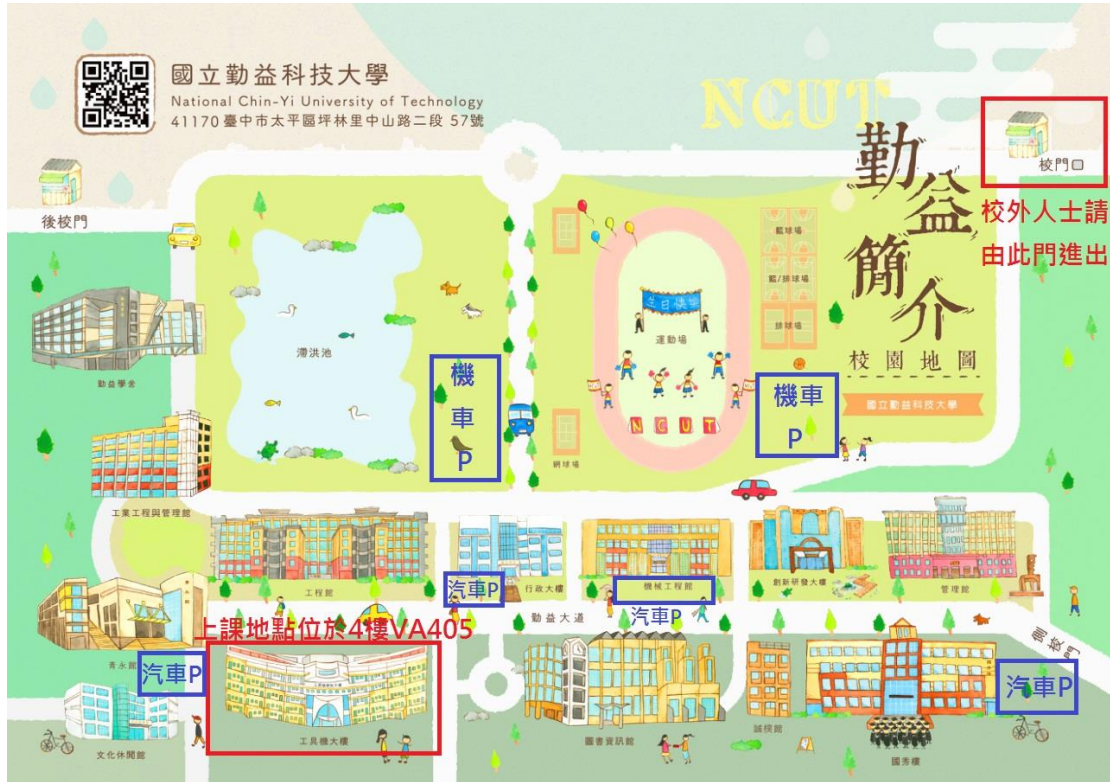 國立勤益科技大學
National Chin-Yi University of Technology
41170 臺中市太平區坪林里中山路二段 57號
NCUT
勤益簡介
校園地圖
國立勤益科技大學
校門口
校外人士請
由此門進出
後校門
勤益學舍
滯洪池
機
車
P
籃球場
籃/排球場
排球場
生日快樂
運動場
NCUT
網球場
機車
P
工業工程與管理館
工程館
行政大樓
汽車P
機械工程館
汽車P
創新研發大樓
管理館
勤益大道
側校門
青永館
上課地點位於4樓VA405
汽車P
文化休閒館
工具機大樓
圖書資訊館
誠樸館
國秀樓
汽車P